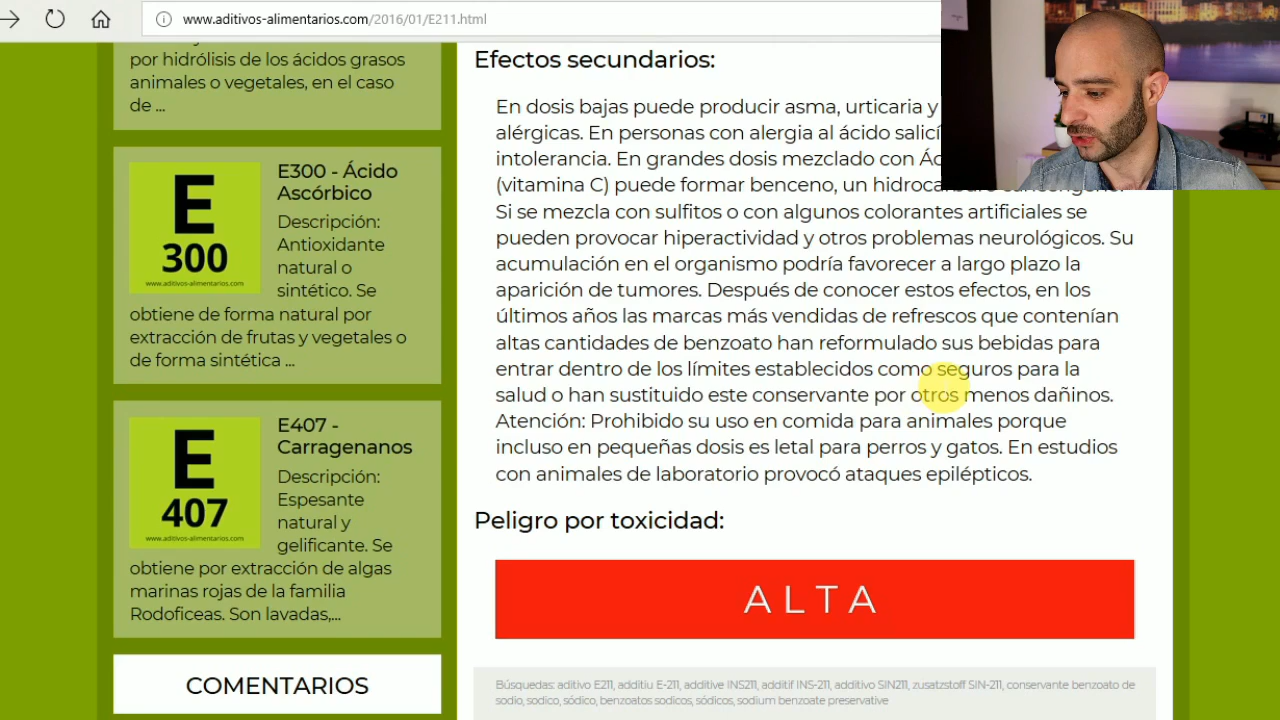 www.aditivos-alimentarios.com/2016/01/E211.html
por hidrólisis de los ácidos grasos
animales o vegetales, en el caso
de ...
E
300
www.aditivos-alimentarios.com
E300 - Ácido
Ascórbico
Descripción:
Antioxidante
natural o
sintético. Se
obtiene de forma natural por
extracción de frutas y vegetales o
de forma sintética ...
E
407
www.aditivos-alimentarios.com
E407 -
Carragenanos
Descripción:
Espesante
natural y
gelificante. Se
obtiene por extracción de algas
marinas rojas de la familia
Rodoficeas. Son lavadas,...
COMENTARIOS
Efectos secundarios:
En dosis bajas puede producir asma, urticaria y
alérgicas. En personas con alergia al ácido
intolerancia. En grandes dosis mezclado con
(vitamina C) puede formar benceno, un
Si se mezcla con sulfitos o con algunos colorantes artificiales se
pueden provocar hiperactividad y otros problemas neurológicos. Su
acumulación en el organismo podría favorecer a largo plazo la
aparición de tumores. Después de conocer estos efectos, en los
últimos años las marcas más vendidas de refrescos que contenían
altas cantidades de benzoato han reformulado sus bebidas para
entrar dentro de los límites establecidos como seguros para la
salud o han sustituido este conservante por otros menos dañinos.
Atención: Prohibido su uso en comida para animales porque
incluso en pequeñas dosis es letal para perros y gatos. En estudios
con animales de laboratorio provocó ataques epilépticos.
Peligro por toxicidad:
ALTA
Búsquedas: aditivo E211, additiu E-211, additive INS211, additif INS-211, additivo SIN211, zusatzstoff SIN-211, conservante benzoato de
sodio, sodico, sódico, benzoatos sodicos, sódicos, sodium benzoate preservative